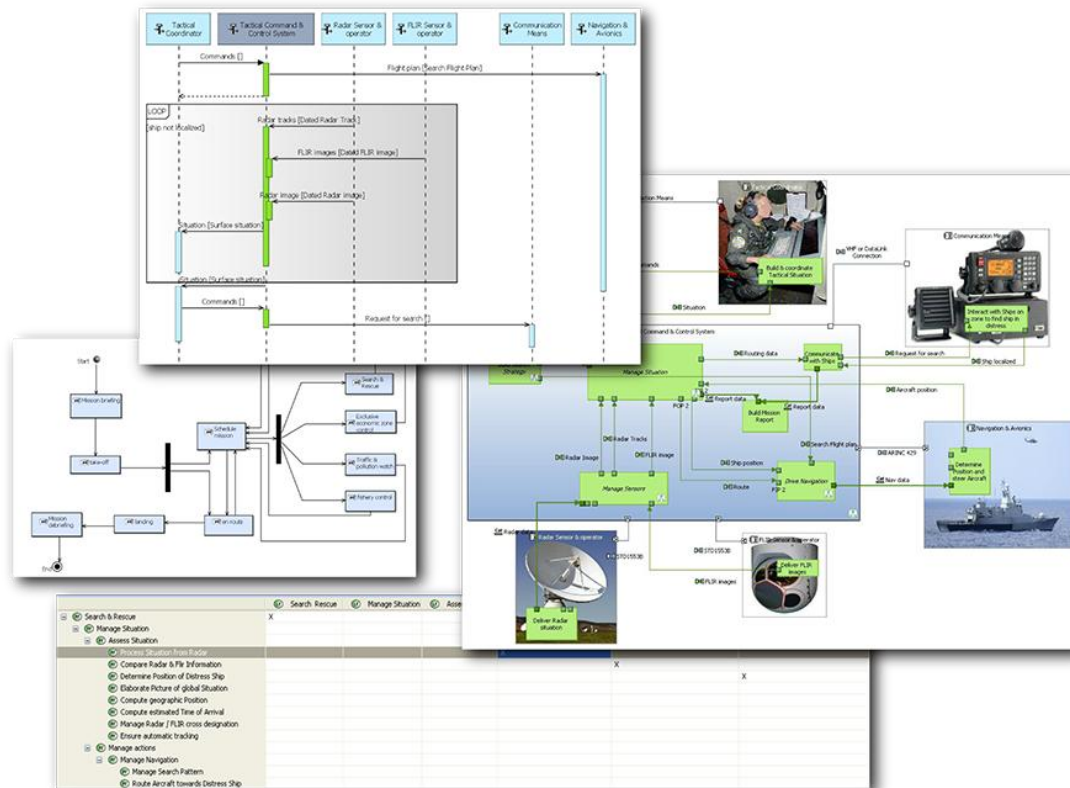 Tactical
Coordinator
Tactical Command &
Control System
Radar Sensor &
operator
FLIR Sensor &
operator
Communication
Means
Navigation &
Avionics
Commands []
Flight plan [Search Flight Plan]
LOOP
[ship not localized]
Radar tracks [Dated Radar Track]
FLIR images [Dated FLIR image]
Radar image [Dated Radar image]
Situation [Surface situation]
Situation [Surface situation]
Commands []
Request for search []
Start
Mission briefing
take-off
Schedule
mission
Search &
Rescue
Exclusive
economic zone
control
Traffic &
pollution watch
fishery control
en route
landing
Mission
debriefing
End
Tactical Coordinator
Means
Build & coordinate
Tactical Situation
Situation
VHF or DataLink
Connection
Communication Means
Interact with Ships on
zone to find ship in
distress
Command & Control System
Strategy
Manage Situation
Routing data
Communicate
with Ships
Request for search
Ship localized
Aircraft position
Report data
Report data
POP 2
Build Mission
Report
Radar Tracks
Radar Image
FLIR image
Search Flight plan
Ship position
Route
Manage Sensors
Drive Navigation
POP 2
ARINC 429
Nav data
Navigation & Avionics
Determine
Position and
steer Aircraft
Radar data
Radar Sensor & operator
STD1553B
Deliver Radar
situation
STD1553B
FLIR images
FLIR Sensor & operator
Deliver FLIR
images
Search Rescue
Manage Situation
Search & Rescue
X
Manage Situation
Assess Situation
Process Situation from Radar
Compare Radar & Flir Information
X
Determine Position of Distress Ship
X
Elaborate Picture of global Situation
Compute geographic Position
Compute estimated Time of Arrival
Manage Radar / FLIR cross designation
Ensure automatic tracking
Manage actions
Manage Navigation
Manage Search Pattern
Route Aircraft towards Distress Ship